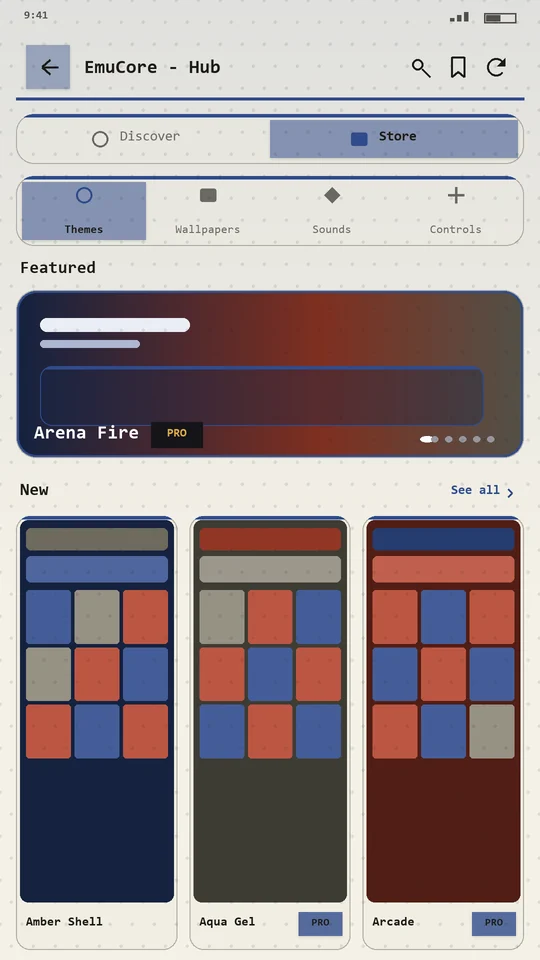 9:41
EmuCore - Hub
Discover
Store
Themes
Wallpapers
Sounds
Controls
Featured
Arena Fire
PRO
New
See all
Amber Shell
Aqua Gel
PRO
Arcade
PRO